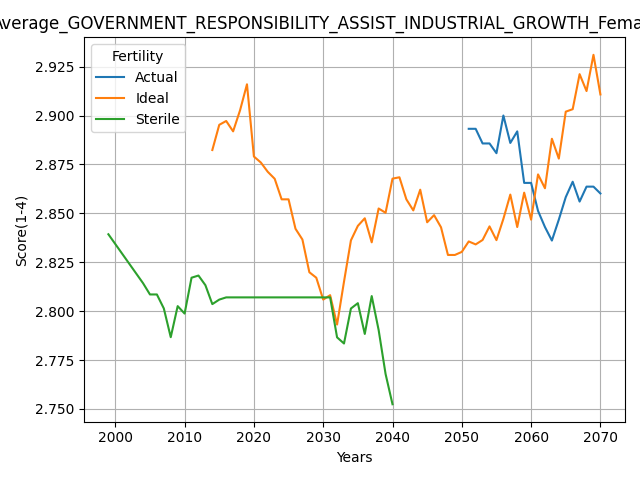 Average_GOVERNMENT_RESPONSIBILITY_ASSIST_INDUSTRIAL_GROWTH_Fema
Fertility
Actual
Ideal
Sterile
Score(1-4)
2.925
2.900
2.875
2.850
2.825
2.800
2.775
2.750
2000 2010 2020 2030 2040 2050 2060 2070
Years